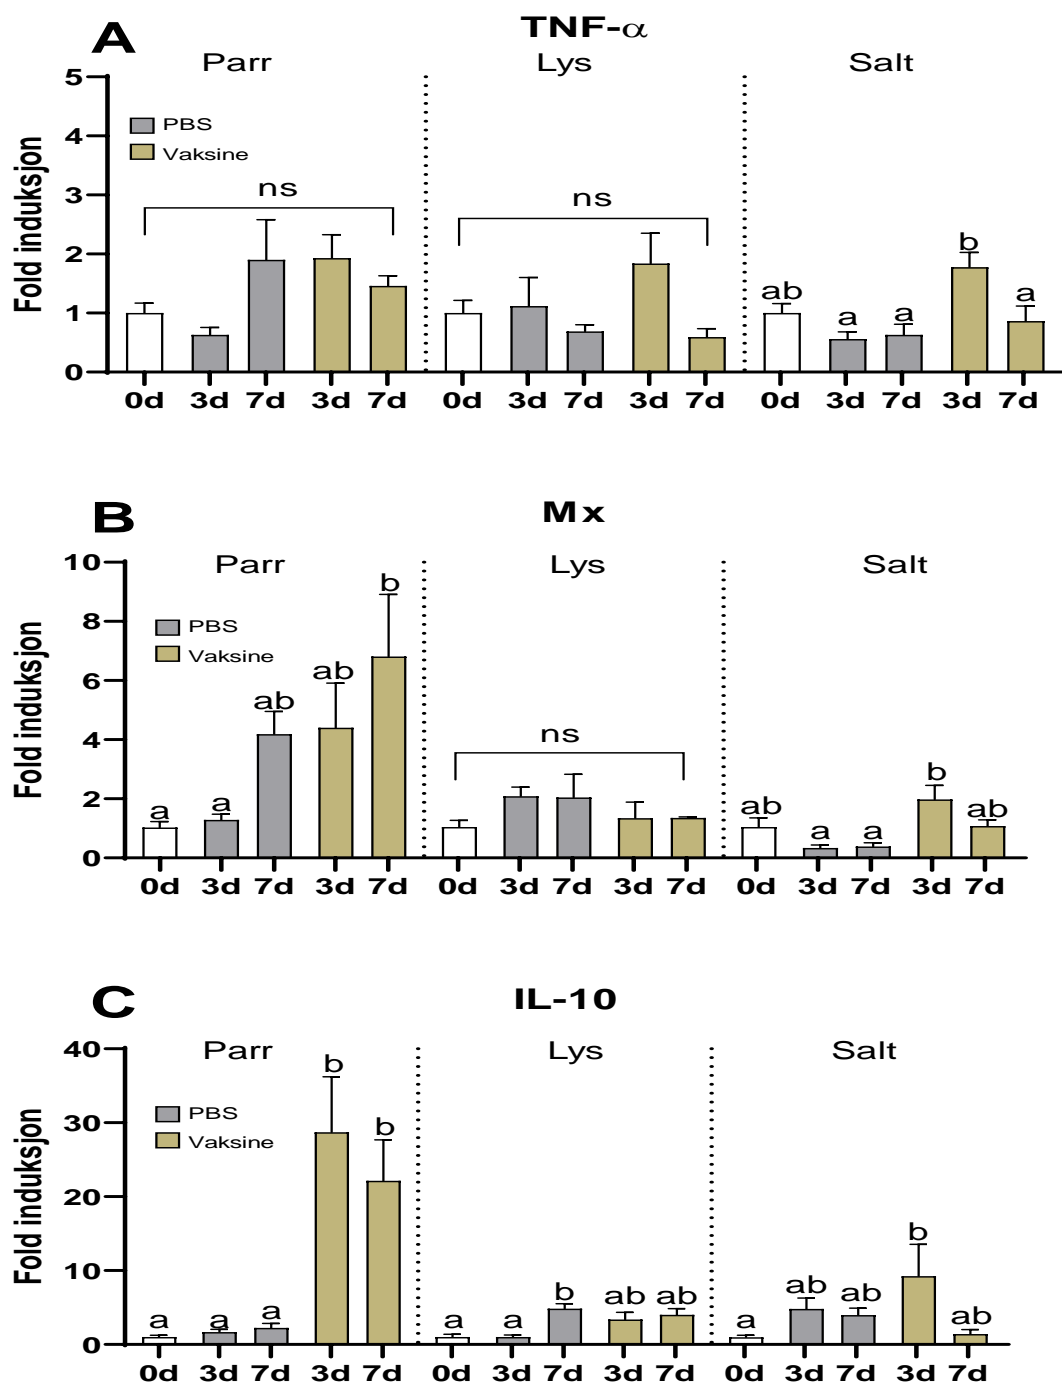 A
TNF-α
Parr Lys Salt
Fold induksjon
5
4
3
2
1
0
PBS
Vaksine
ns
ns
ab a a b a
0d 3d 7d 3d 7d 0d 3d 7d 3d 7d 0d 3d 7d 3d 7d
B
Mx
Parr Lys Salt
Fold induksjon
10
8
6
4
2
0
PBS
Vaksine
a a ab ab b
ns
ab a a b ab
0d 3d 7d 3d 7d 0d 3d 7d 3d 7d 0d 3d 7d 3d 7d
C
IL-10
Parr Lys Salt
Fold induksjon
40
30
20
10
0
PBS
Vaksine
a a a b b
a a b ab ab
a ab ab b ab
0d 3d 7d 3d 7d 0d 3d 7d 3d 7d 0d 3d 7d 3d 7d